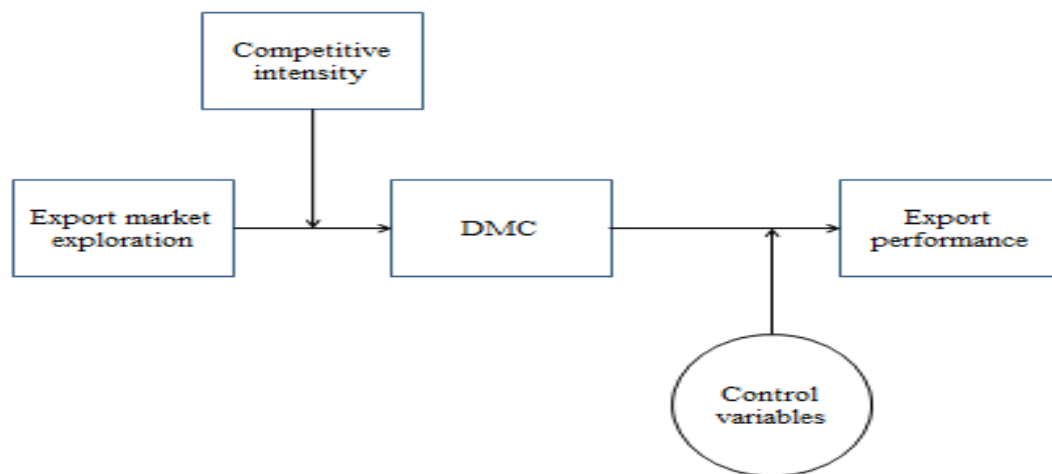 Competitive
intensity
Export market
exploration
DMC
Export
performance
Control
variables